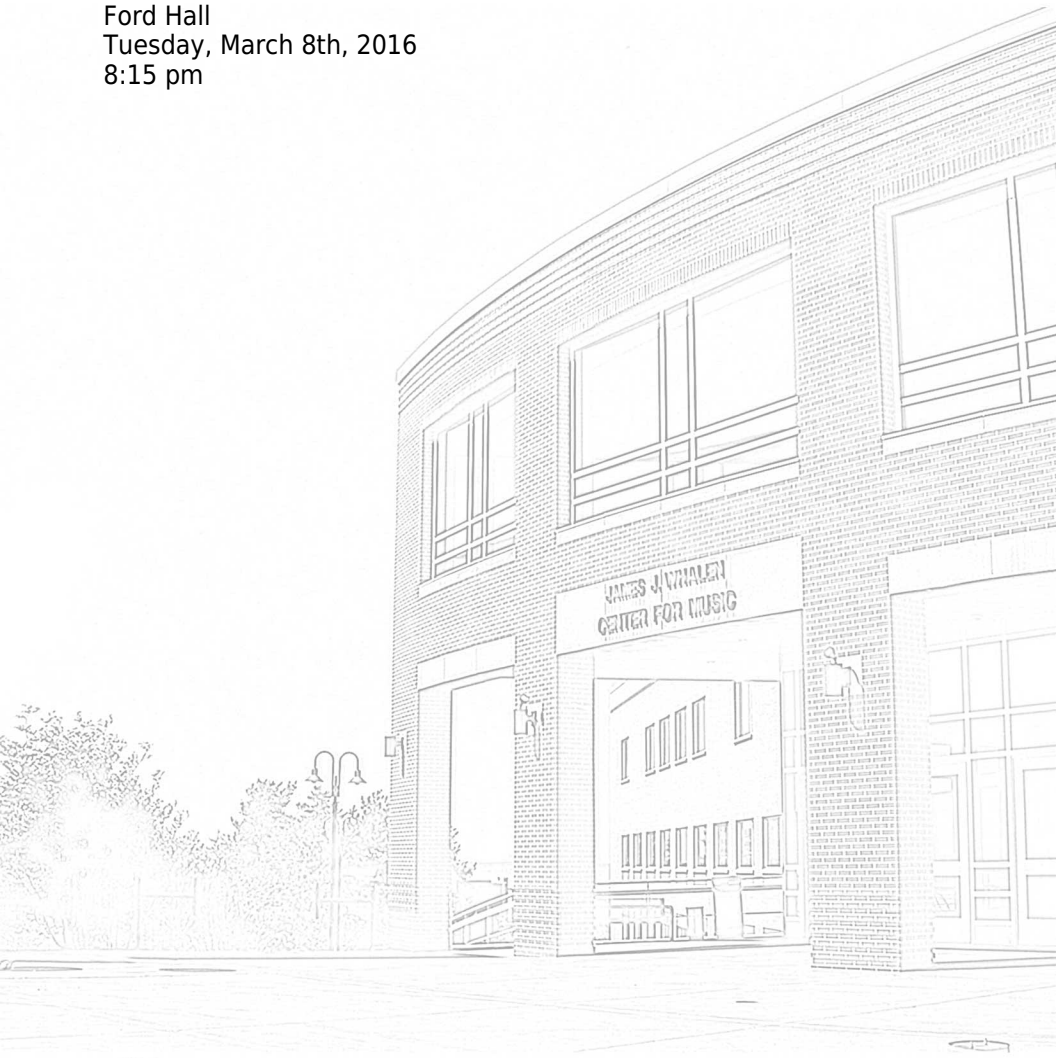 Ford Hall
Tuesday, March 8th, 2016
8:15 pm
JAMES J. WHALEN
CENTER FOR MUSIC